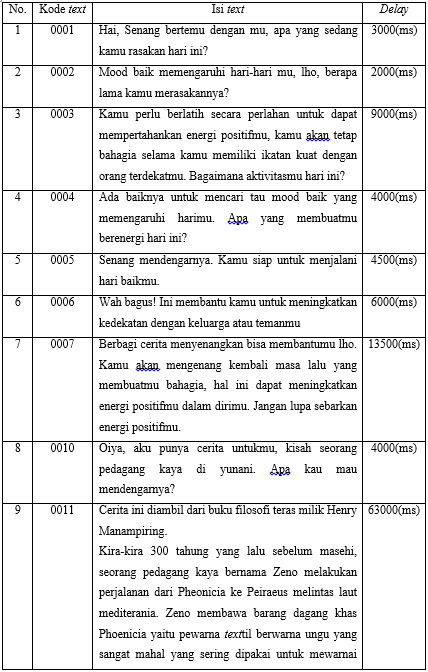 No. Kode text Isi text Delay
1 0001 Hai, Senang bertemu dengan mu, apa yang sedang 3000(ms)
kamu rasakan hari ini?
2 0002 Mood baik memengaruhi hari-hari mu, lho, berapa 2000(ms)
lama kamu merasakannya?
3 0003 Kamu perlu berlatih secara perlahan untuk dapat 9000(ms)
mempertahankan energi positifmu, kamu akan tetap
bahagia selama kamu memiliki ikatan kuat dengan
orang terdekatmu. Bagaimana aktivitasmu hari ini?
4 0004 Ada baiknya untuk mencari tau mood baik yang 4000(ms)
memengaruhi harimu. Apa yang membuatmu
berenergi hari ini?
5 0005 Senang mendengarnya. Kamu siap untuk menjalani 4500(ms)
hari baikmu.
6 0006 Wah bagus! Ini membantu kamu untuk meningkatkan 6000(ms)
kedekatan dengan keluarga atau temanmu
7 0007 Berbagi cerita menyenangkan bisa membantumu lho. 13500(ms)
Kamu akan mengenang kembali masa lalu yang
membuatmu bahagia, hal ini dapat meningkatkan
energi positifmu dalam dirimu. Jangan lupa sebarkan
energi positifmu.
8 0010 Oiya, aku punya cerita untukmu, kisah seorang 4000(ms)
pedagang kaya di yunani. Apa kau mau
mendengarnya?
9 0011 Cerita ini diambil dari buku filosofi teras milik Henry 63000(ms)
Manampiring.
Kira-kira 300 tahung yang lalu sebelum masehi,
seorang pedagang kaya bernama Zeno melakukan
perjalanan dari Pheonicia ke Peiraeus melintas laut
mediterania. Zeno membawa barang dagang khas
Phoenicia yaitu pewarna texttil berwarna ungu yang
sangat mahal yang sering dipakai untuk mewarnai